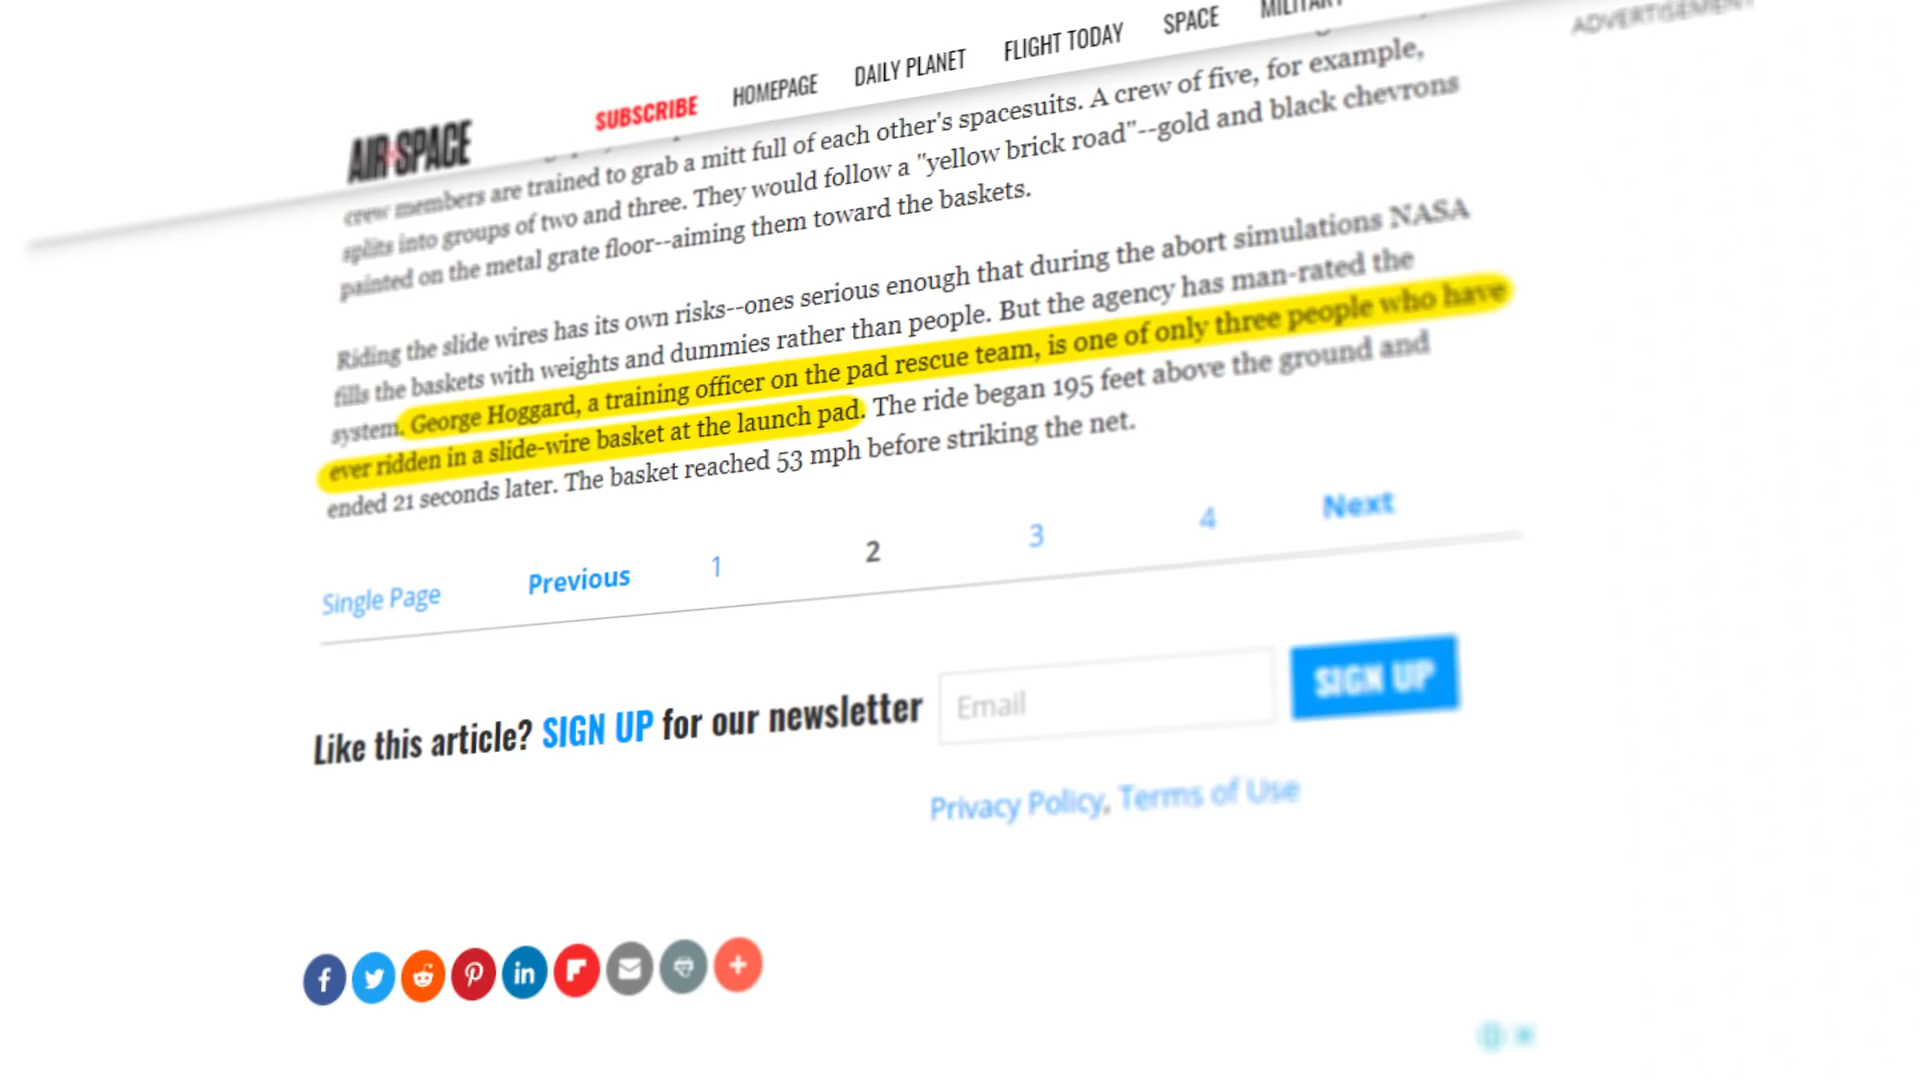 ADVERTISEMENT
AIR SPACE SUBSCRIBE HOMEPAGE DAILY PLANET FLIGHT TODAY SPACE MILITARY
crew members are trained to grab a mitt full of each other's spacesuits. A crew of five, for example,
splits into groups of two and three. They would follow a "yellow brick road"--gold and black chevrons
painted on the metal grate floor--aiming them toward the baskets.
Riding the slide wires has its own risks--ones serious enough that during the abort simulations NASA
fills the baskets with weights and dummies rather than people. But the agency has man-rated the
system. George Hoggard, a training officer on the pad rescue team, is one of only three people who have
ever ridden in a slide-wire basket at the launch pad. The ride began 195 feet above the ground and
ended 21 seconds later. The basket reached 53 mph before striking the net.
Single Page Previous 1 2 3 4 Next
Like this article? SIGN UP for our newsletter Email SIGN UP
Privacy Policy, Terms of Use